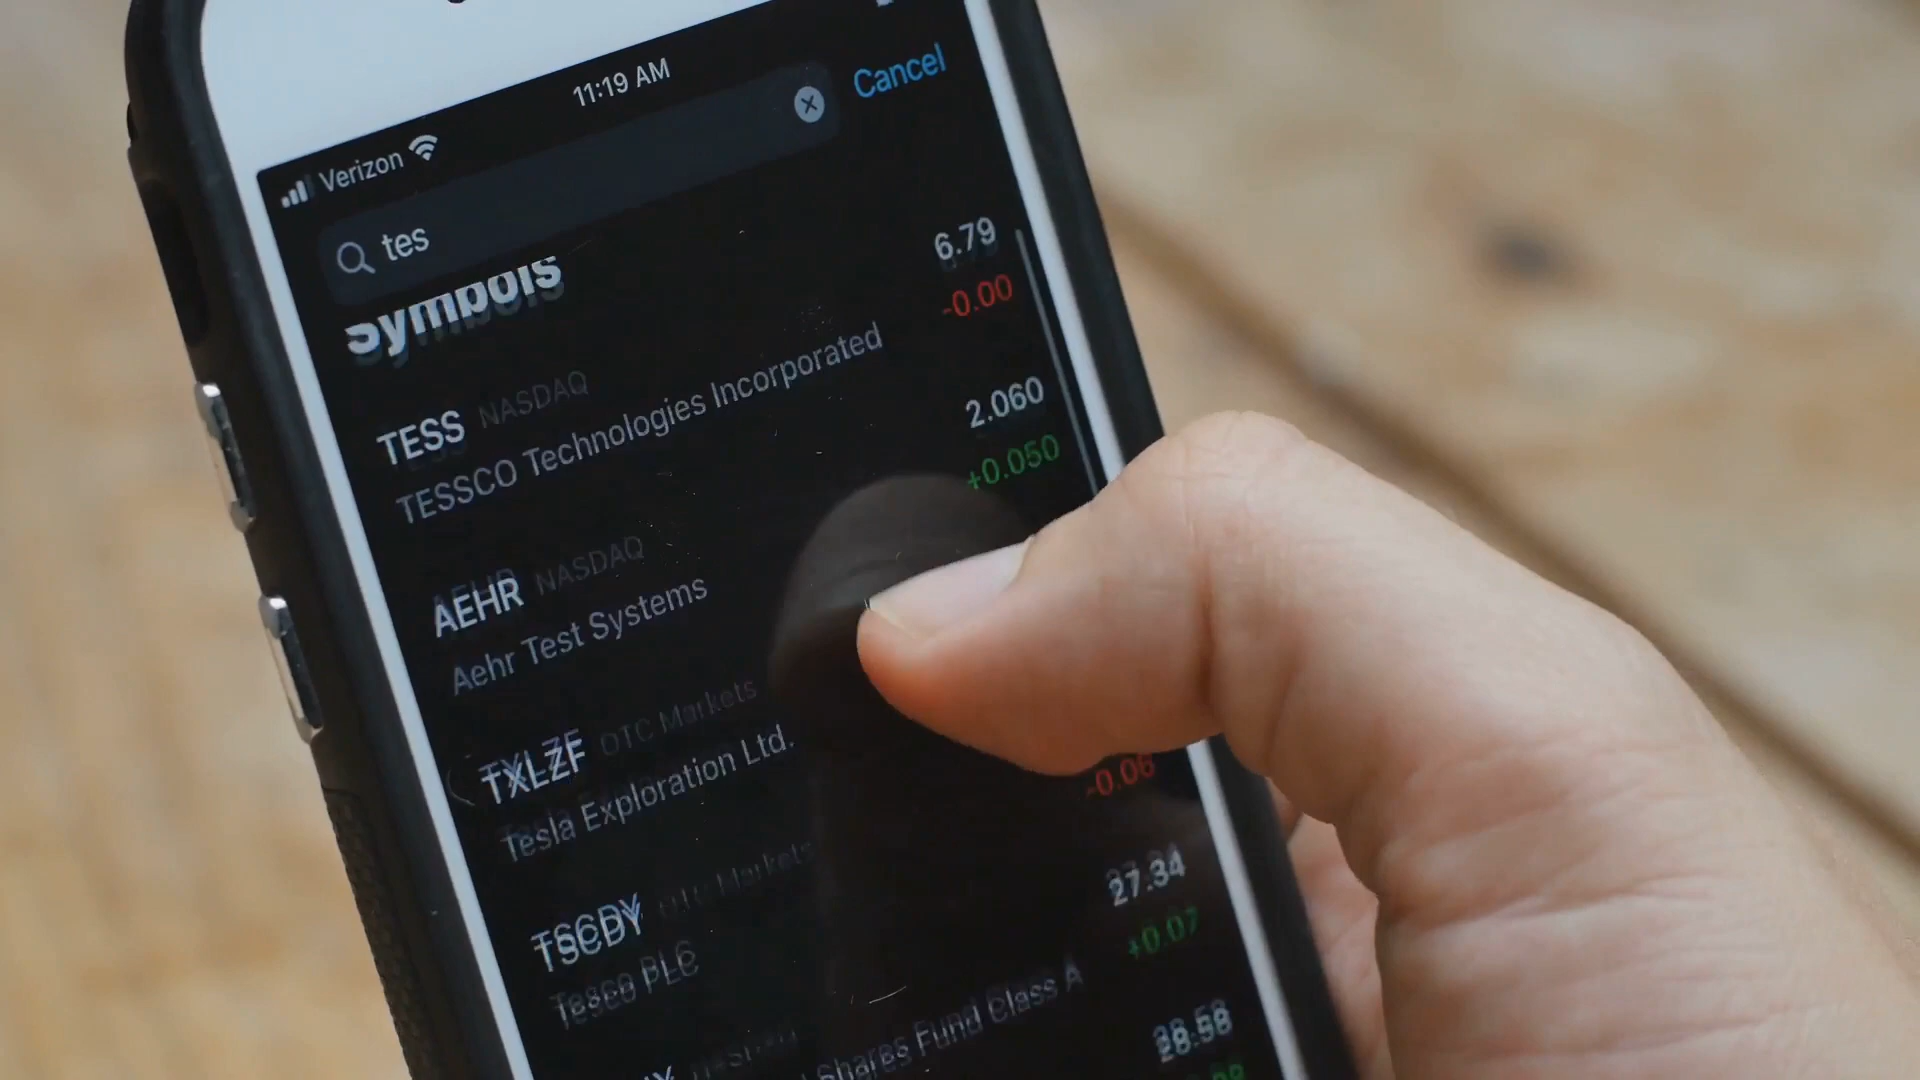 11:19 AM
Verizon
Cancel
tes
Symbols
TESS NASDAQ
6.79
TESSCO Technologies Incorporated
-0.00
AEHR NASDAQ
2.060
Aehr Test Systems
+0.050
TXLZF OTC Markets
Tesla Exploration Ltd.
-0.06
TSCDY OTC Markets
27.34
Tesco PLC
+0.07
Shares Fund Class A